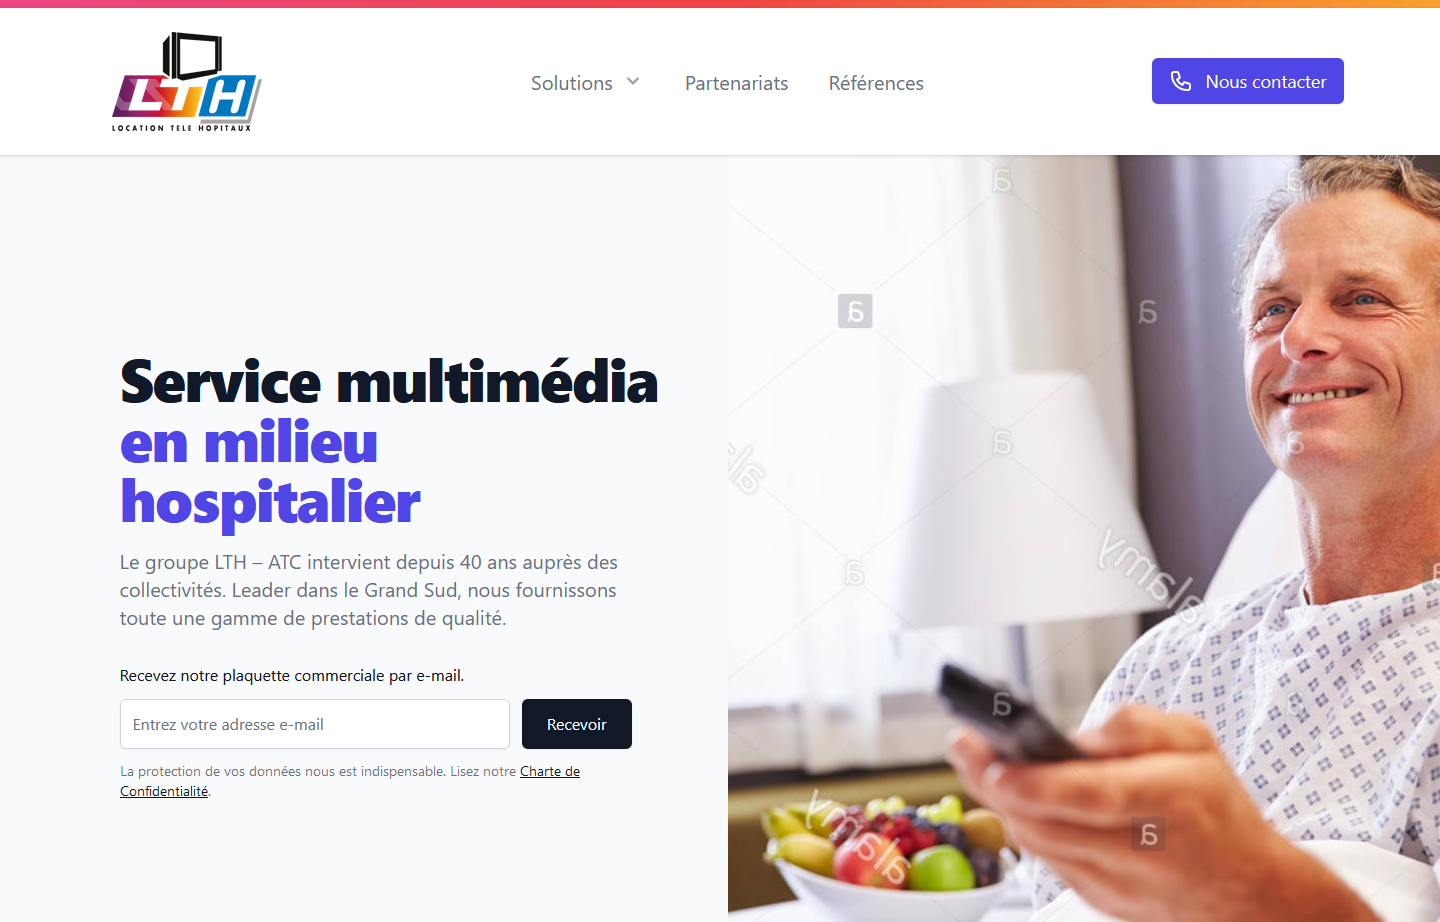 LTH
LOCATION TELE HOPITAUX
Solutions
Partenariats
Références
Nous contacter
Service multimédia
en milieu
hospitalier
Le groupe LTH – ATC intervient depuis 40 ans auprès des
collectivités. Leader dans le Grand Sud, nous fournissons
toute une gamme de prestations de qualité.
Recevez notre plaquette commerciale par e-mail.
Entrez votre adresse e-mail
Recevoir
La protection de vos données nous est indispensable. Lisez notre Charte de
Confidentialité.
a
a
a
a
a
a
a
a
a
alamy
alamy